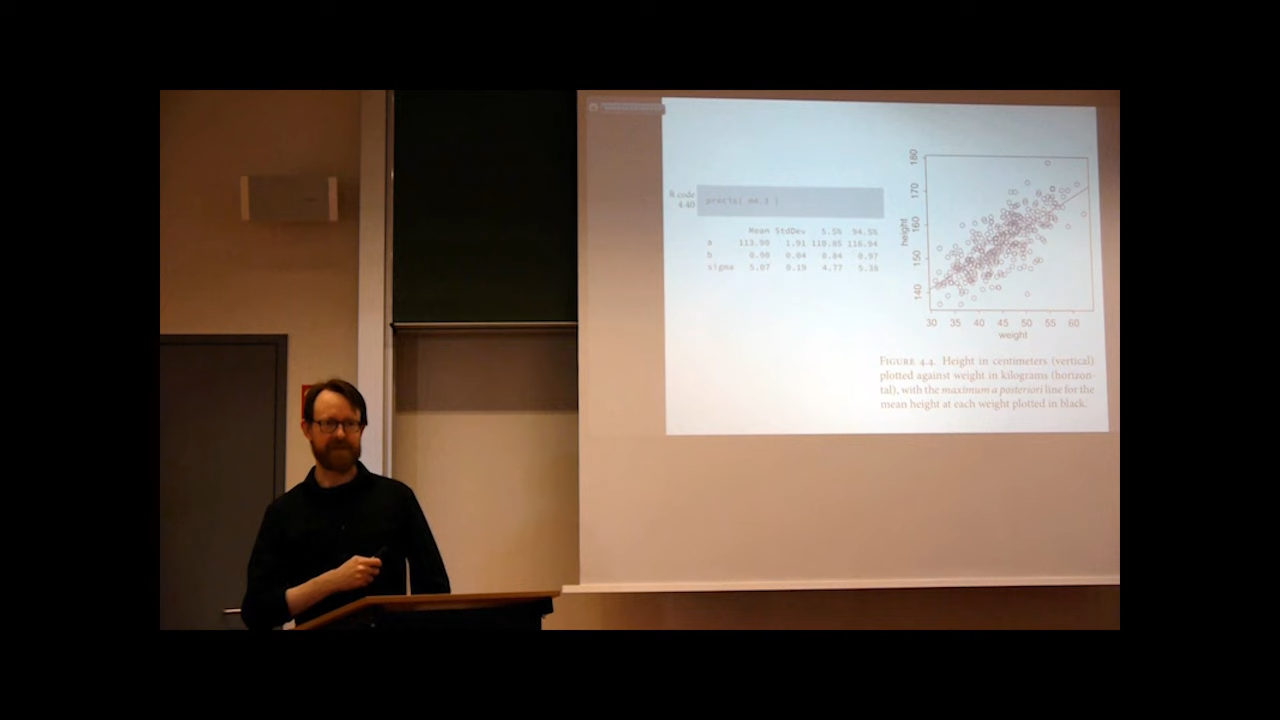 R code
4.40
precis( m4.3 )
Mean StdDev 5.5% 94.5%
a 113.90 1.91 110.85 116.94
b 0.90 0.04 0.84 0.97
sigma 5.07 0.19 4.77 5.38
180
170
160
150
140
height
30 35 40 45 50 55 60
weight
FIGURE 4.4. Height in centimeters (vertical)
plotted against weight in kilograms (horizon-
tal), with the maximum a posteriori line for the
mean height at each weight plotted in black.